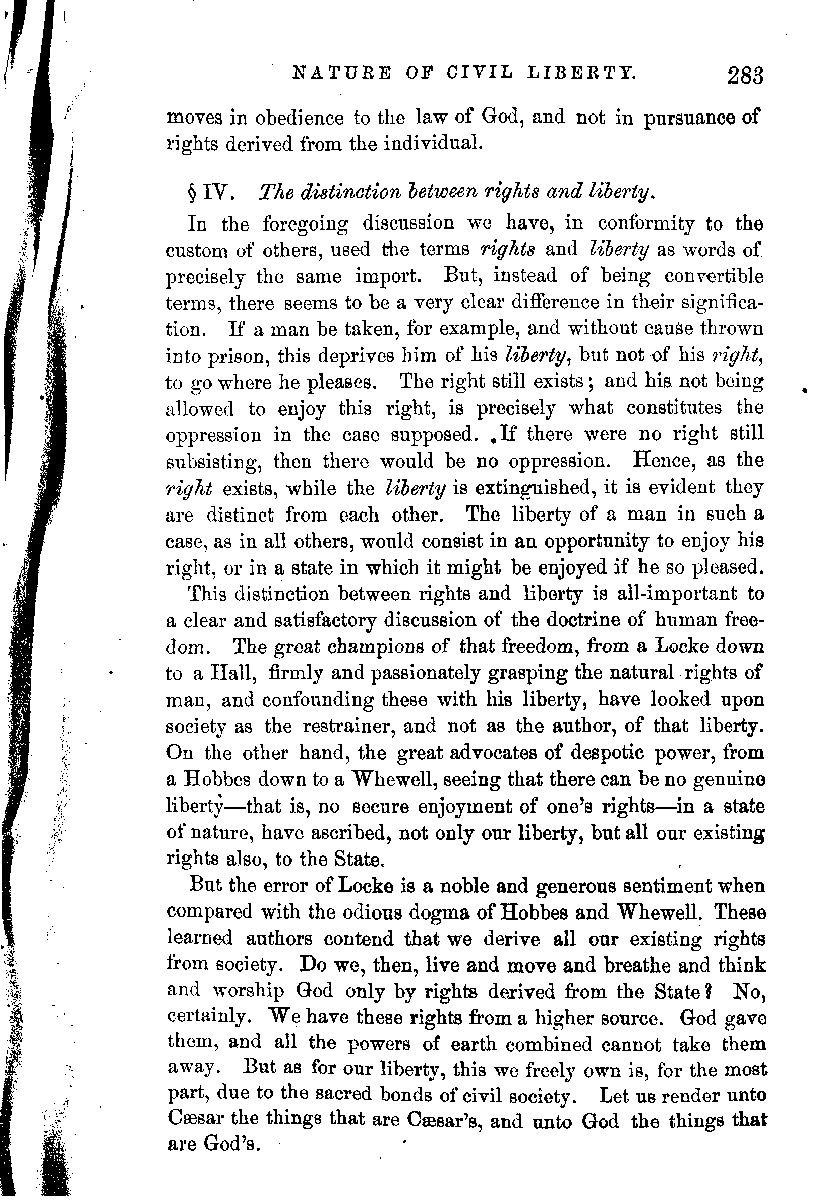 NATURE OF CIVIL LIBERTY. 283
moves in obedience to the law of God, and not in pursuance of
rights derived from the individual.
§ IV. The distinction between rights and liberty.
In the foregoing discussion we have, in conformity to the
custom of others, used the terms rights and liberty as words of
precisely the same import. But, instead of being convertible
terms, there seems to be a very clear difference in their significa-
tion. If a man be taken, for example, and without cause thrown
into prison, this deprives him of his liberty, but not of his right,
to go where he pleases. The right still exists; and his not being
allowed to enjoy this right, is precisely what constitutes the
oppression in the case supposed. If there were no right still
subsisting, then there would be no oppression. Hence, as the
right exists, while the liberty is extinguished, it is evident they
are distinct from each other. The liberty of a man in such a
case, as in all others, would consist in an opportunity to enjoy his
right, or in a state in which it might be enjoyed if he so pleased.
This distinction between rights and liberty is all-important to
a clear and satisfactory discussion of the doctrine of human free-
dom. The great champions of that freedom, from a Locke down
to a Hall, firmly and passionately grasping the natural rights of
man, and confounding these with his liberty, have looked upon
society as the restrainer, and not as the author, of that liberty.
On the other hand, the great advocates of despotic power, from
a Hobbes down to a Whewell, seeing that there can be no genuine
liberty—that is, no secure enjoyment of one's rights—in a state
of nature, have ascribed, not only our liberty, but all our existing
rights also, to the State.
But the error of Locke is a noble and generous sentiment when
compared with the odious dogma of Hobbes and Whewell. These
learned authors contend that we derive all our existing rights
from society. Do we, then, live and move and breathe and think
and worship God only by rights derived from the State? No,
certainly. We have these rights from a higher source. God gave
them, and all the powers of earth combined cannot take them
away. But as for our liberty, this we freely own is, for the most
part, due to the sacred bonds of civil society. Let us render unto
Cæsar the things that are Cæsar's, and unto God the things that
are God's.